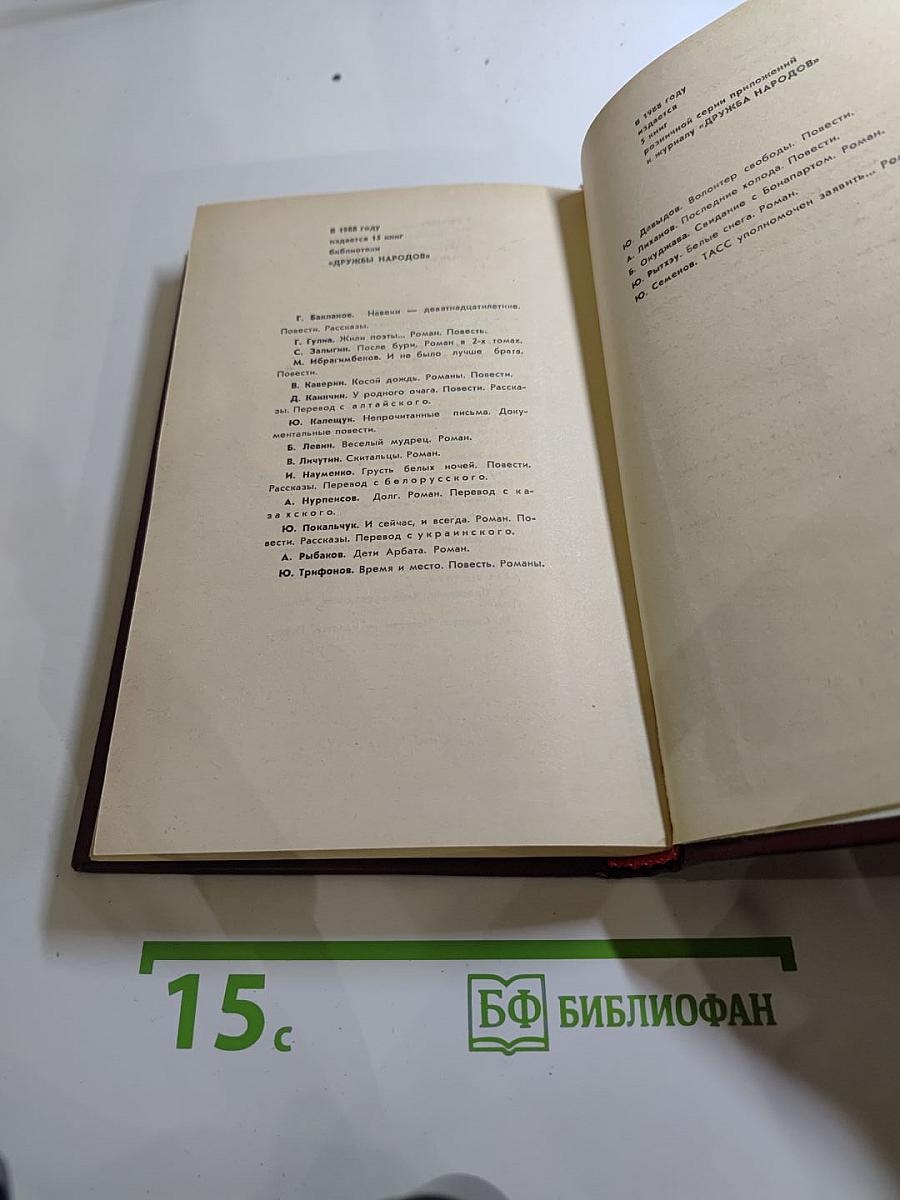 В 1988 году
издается 15 книг
библиотеки
«ДРУЖБЫ НАРОДОВ»
Г. Бакланов. Навеки — девятнадцатилетние.
Повести. Рассказы.
Г. Гулиа. Жили поэты... Роман. Повесть.
С. Залыгин. После бури. Роман в 2-х томах.
М. Ибрагимбеков. И не было лучше брата.
Повести.
В. Каверин. Косой дождь. Романы. Повести.
Д. Каинчин. У родного очага. Повести. Расска-
зы. Перевод с алтайского.
Ю. Калещук. Непрочитанные письма. Доку-
ментальные повести.
Б. Левин. Веселый мудрец. Роман.
В. Личутин. Скитальцы. Роман.
И. Науменко. Грусть белых ночей. Повести.
Рассказы. Перевод с белорусского.
А. Нурпеисов. Долг. Роман. Перевод с ка-
захского.
Ю. Покальчук. И сейчас, и всегда. Роман. По-
вести. Рассказы. Перевод с украинского.
А. Рыбаков. Дети Арбата. Роман.
Ю. Трифонов. Время и место. Повесть. Романы.
В 1988 году
издается
5 книг
розничной серии приложений
к журналу «ДРУЖБА НАРОДОВ»
Ю. Давыдов. Волонтер свободы. Повести.
А. Лиханов. Последние холода. Повести.
Б. Окуджава. Свидание с Бонапартом. Роман.
Ю. Рытхэу. Белые снега. Роман.
Ю. Семенов. ТАСС уполномочен заявить...
15 с
БФ БИБЛИОФАН